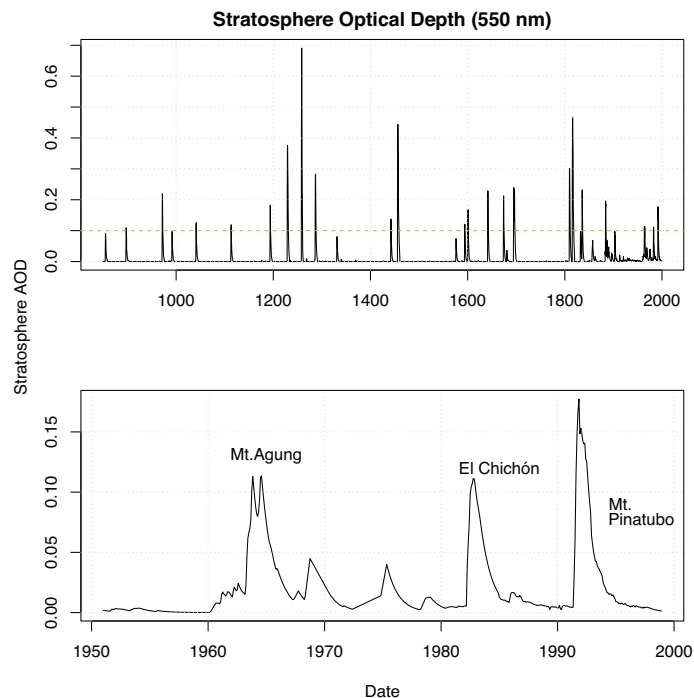 Stratosphere Optical Depth (550 nm)
Stratosphere AOD
0.6
0.4
0.2
0.0
1000 1200 1400 1600 1800 2000
0.15
0.10
0.05
0.00
Mt.Agung
El Chichón
Mt.
Pinatubo
1950 1960 1970 1980 1990 2000
Date